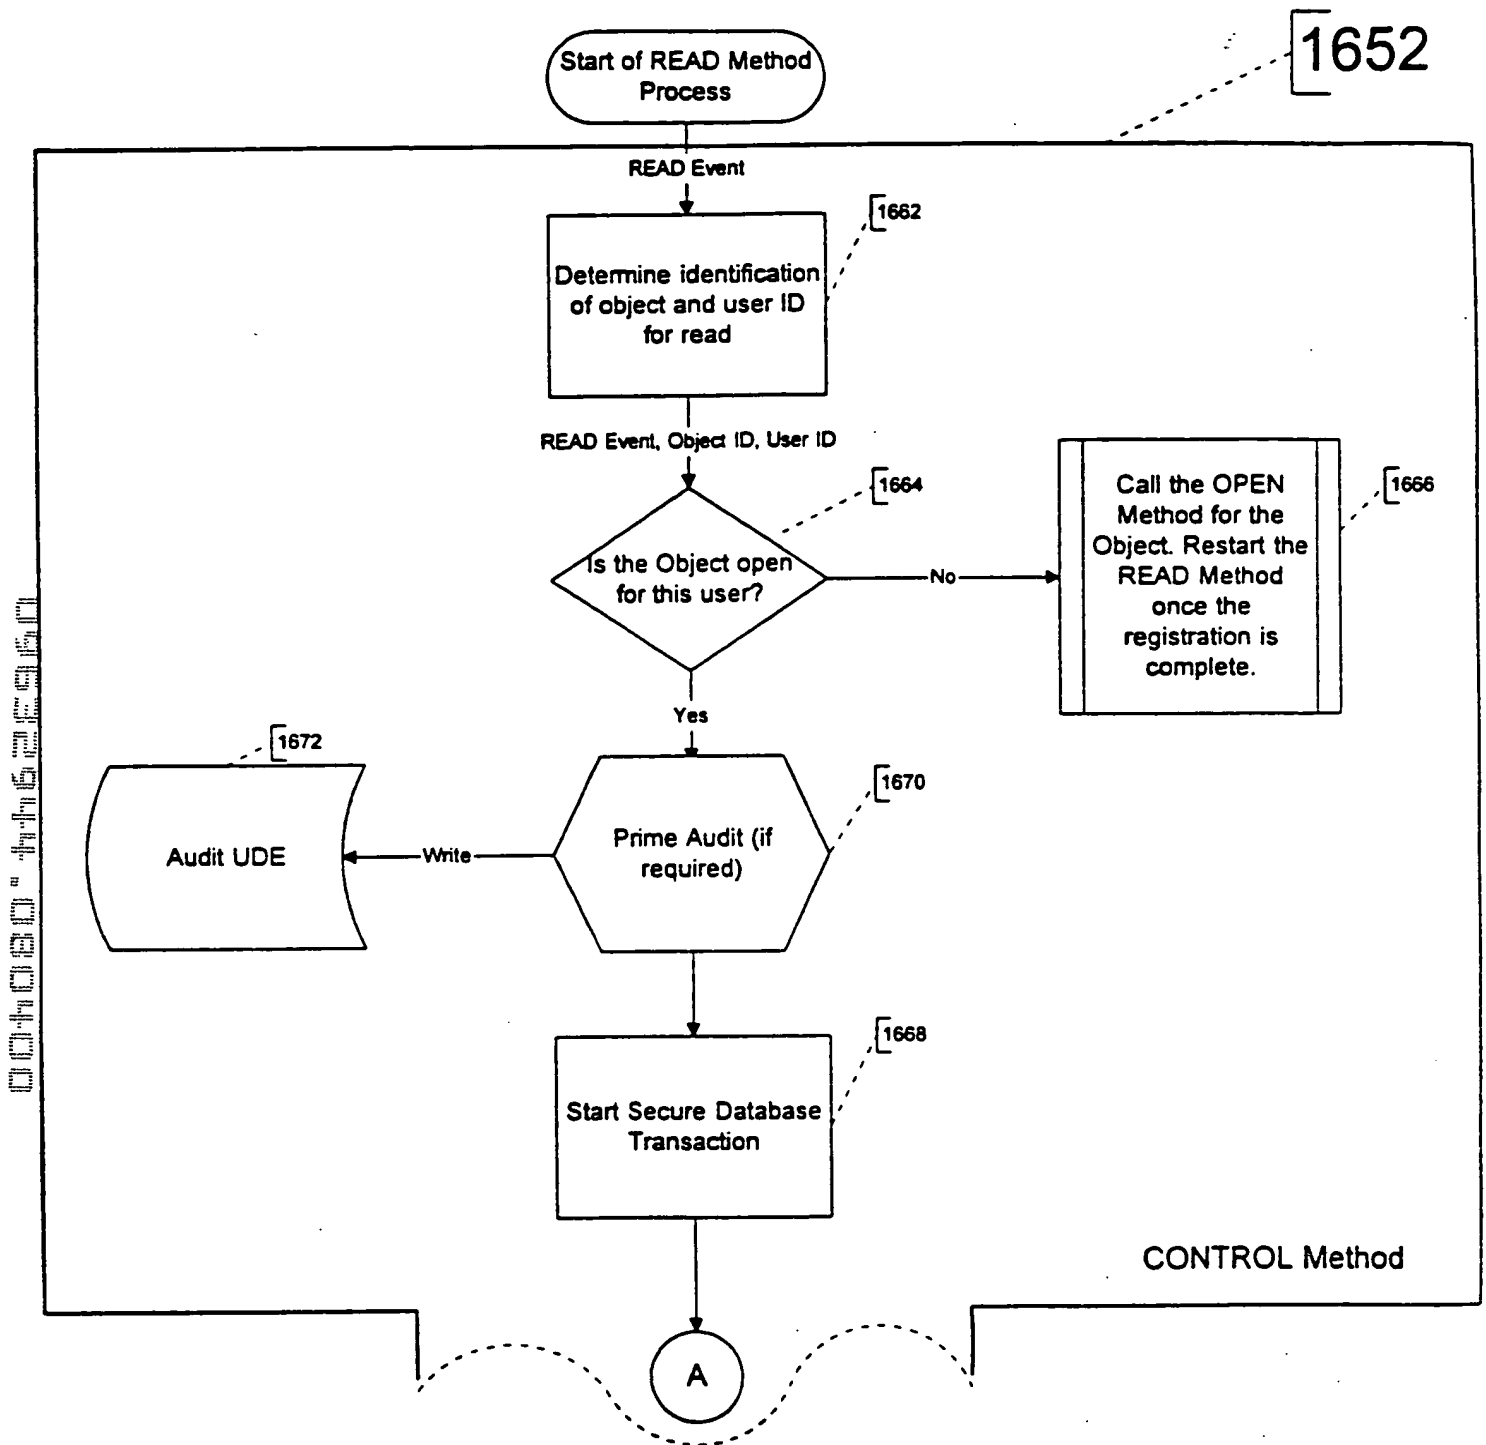 1652
Start of READ Method
Process
READ Event
1662
Determine identification
of object and user ID
for read
READ Event, Object ID, User ID
1664
Is the Object open
for this user?
No
1666
Call the OPEN
Method for the
Object. Restart the
READ Method
once the
registration is
complete.
Yes
1672
Audit UDE
Write
1670
Prime Audit (if
required)
1668
Start Secure Database
Transaction
CONTROL Method
A